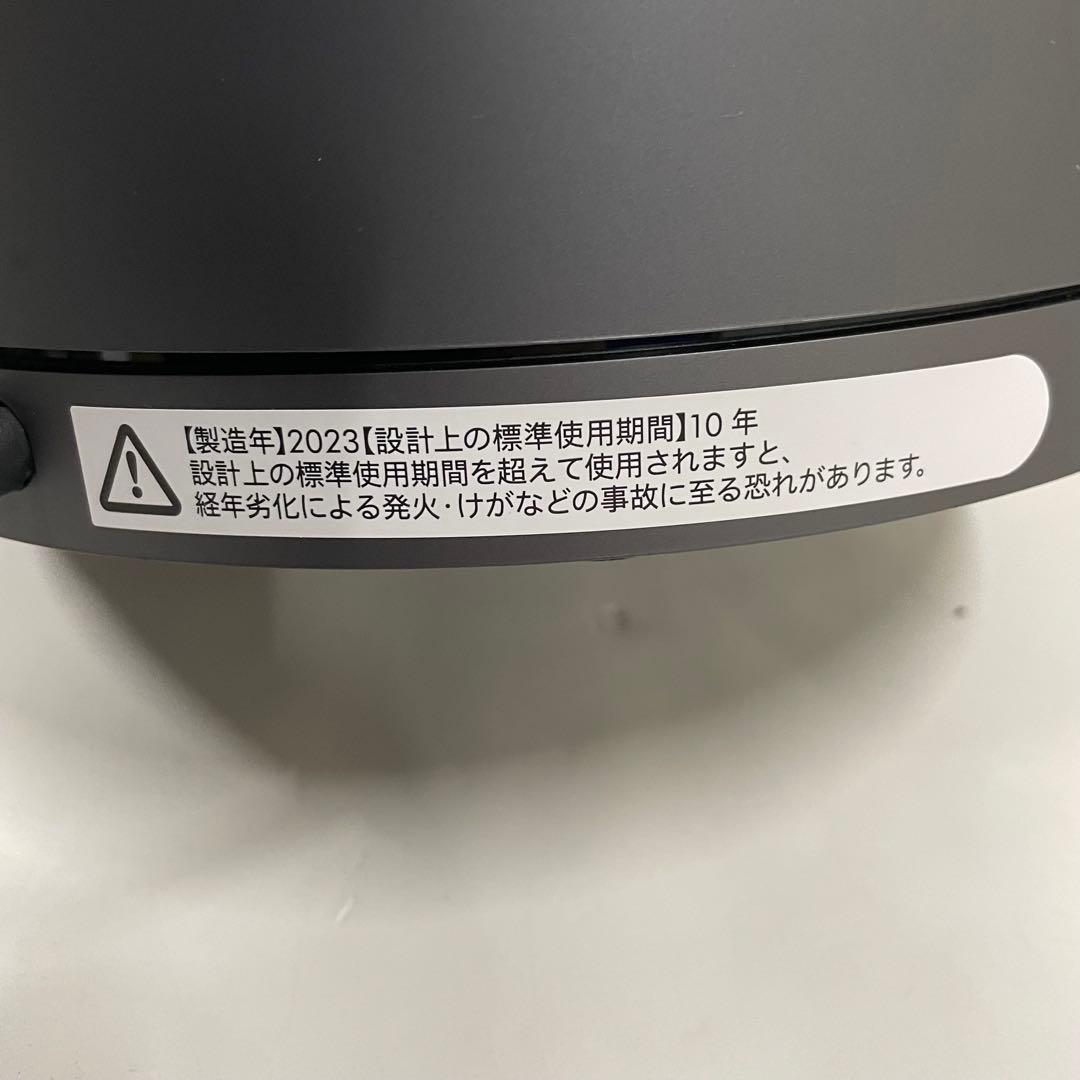 【製造年】2023【設計上の標準使用期間】10 年
設計上の標準使用期間を超えて使用されますと、
経年劣化による発火・けがなどの事故に至る恐れがあります。